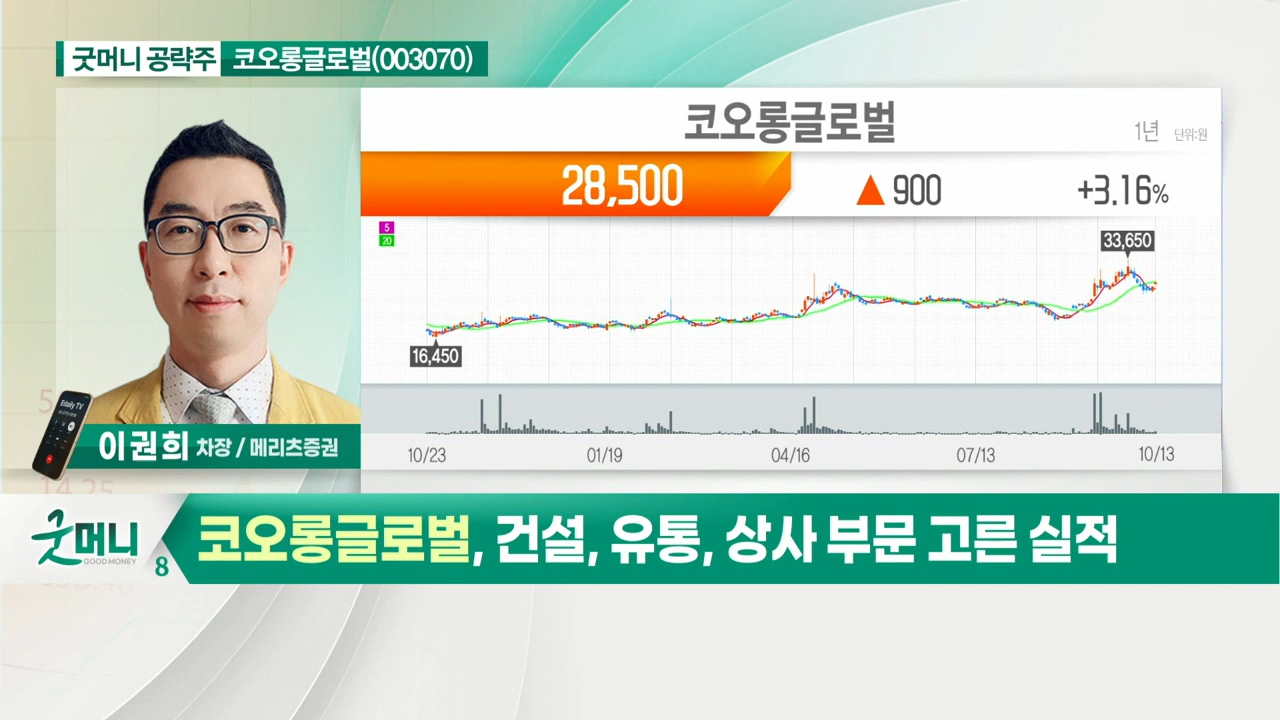 굿머니 공략주 코오롱글로벌(003070)
코오롱글로벌
1년 단위:원
28,500 ▲ 900 +3.16%
5
20
33,650
16,450
10/23 01/19 04/16 07/13 10/13
Edaily TV
이권희 차장 / 메리츠증권
굿머니
GOOD MONEY
8
코오롱글로벌, 건설, 유통, 상사 부문 고른 실적